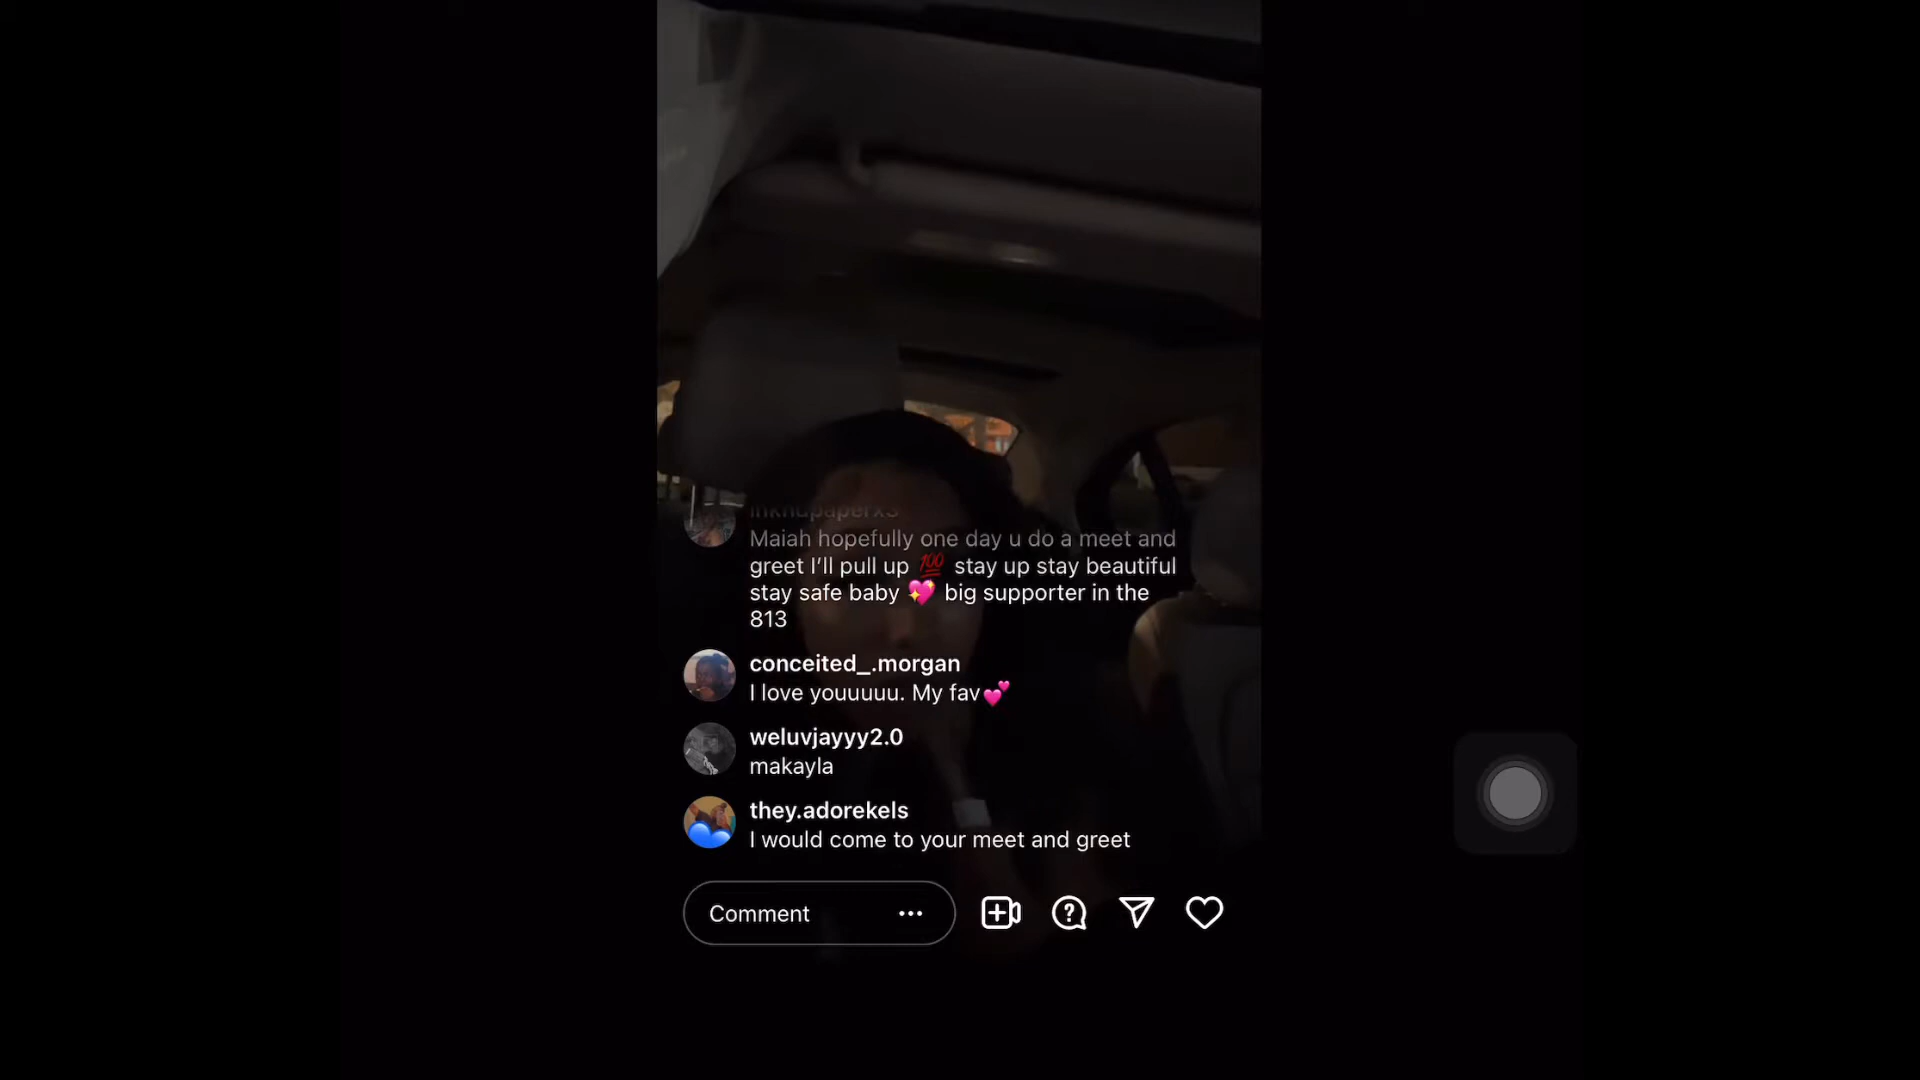 inkndpaperx3
Maiah hopefully one day u do a meet and
greet I’ll pull up 💯 stay up stay beautiful
stay safe baby 💖 big supporter in the
813
conceited_.morgan
I love youuuuu. My fav💕
weluvjayyy2.0
makayla
they.adorekels
I would come to your meet and greet
Comment